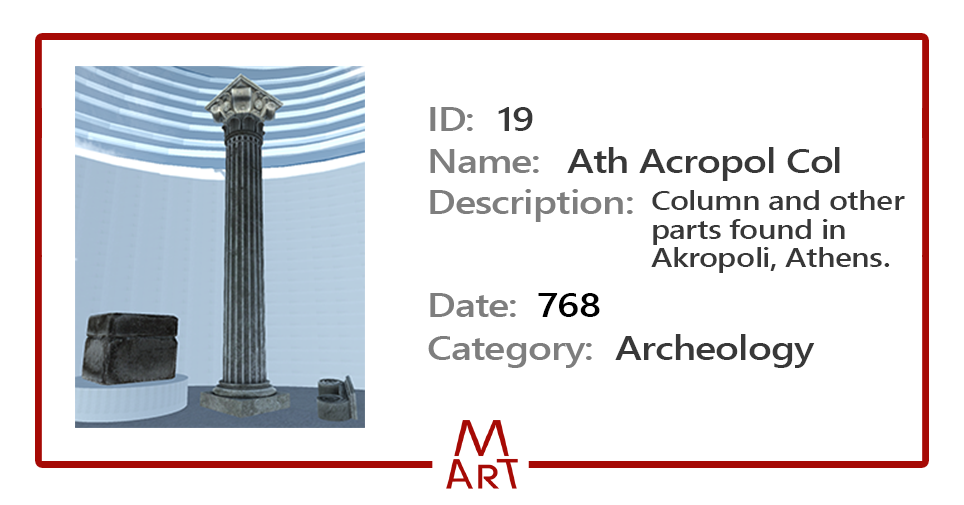 ID: 19
Name: Ath Acropol Col
Description: Column and other
parts found in
Akropoli, Athens.
Date: 768
Category: Archeology
M
ART